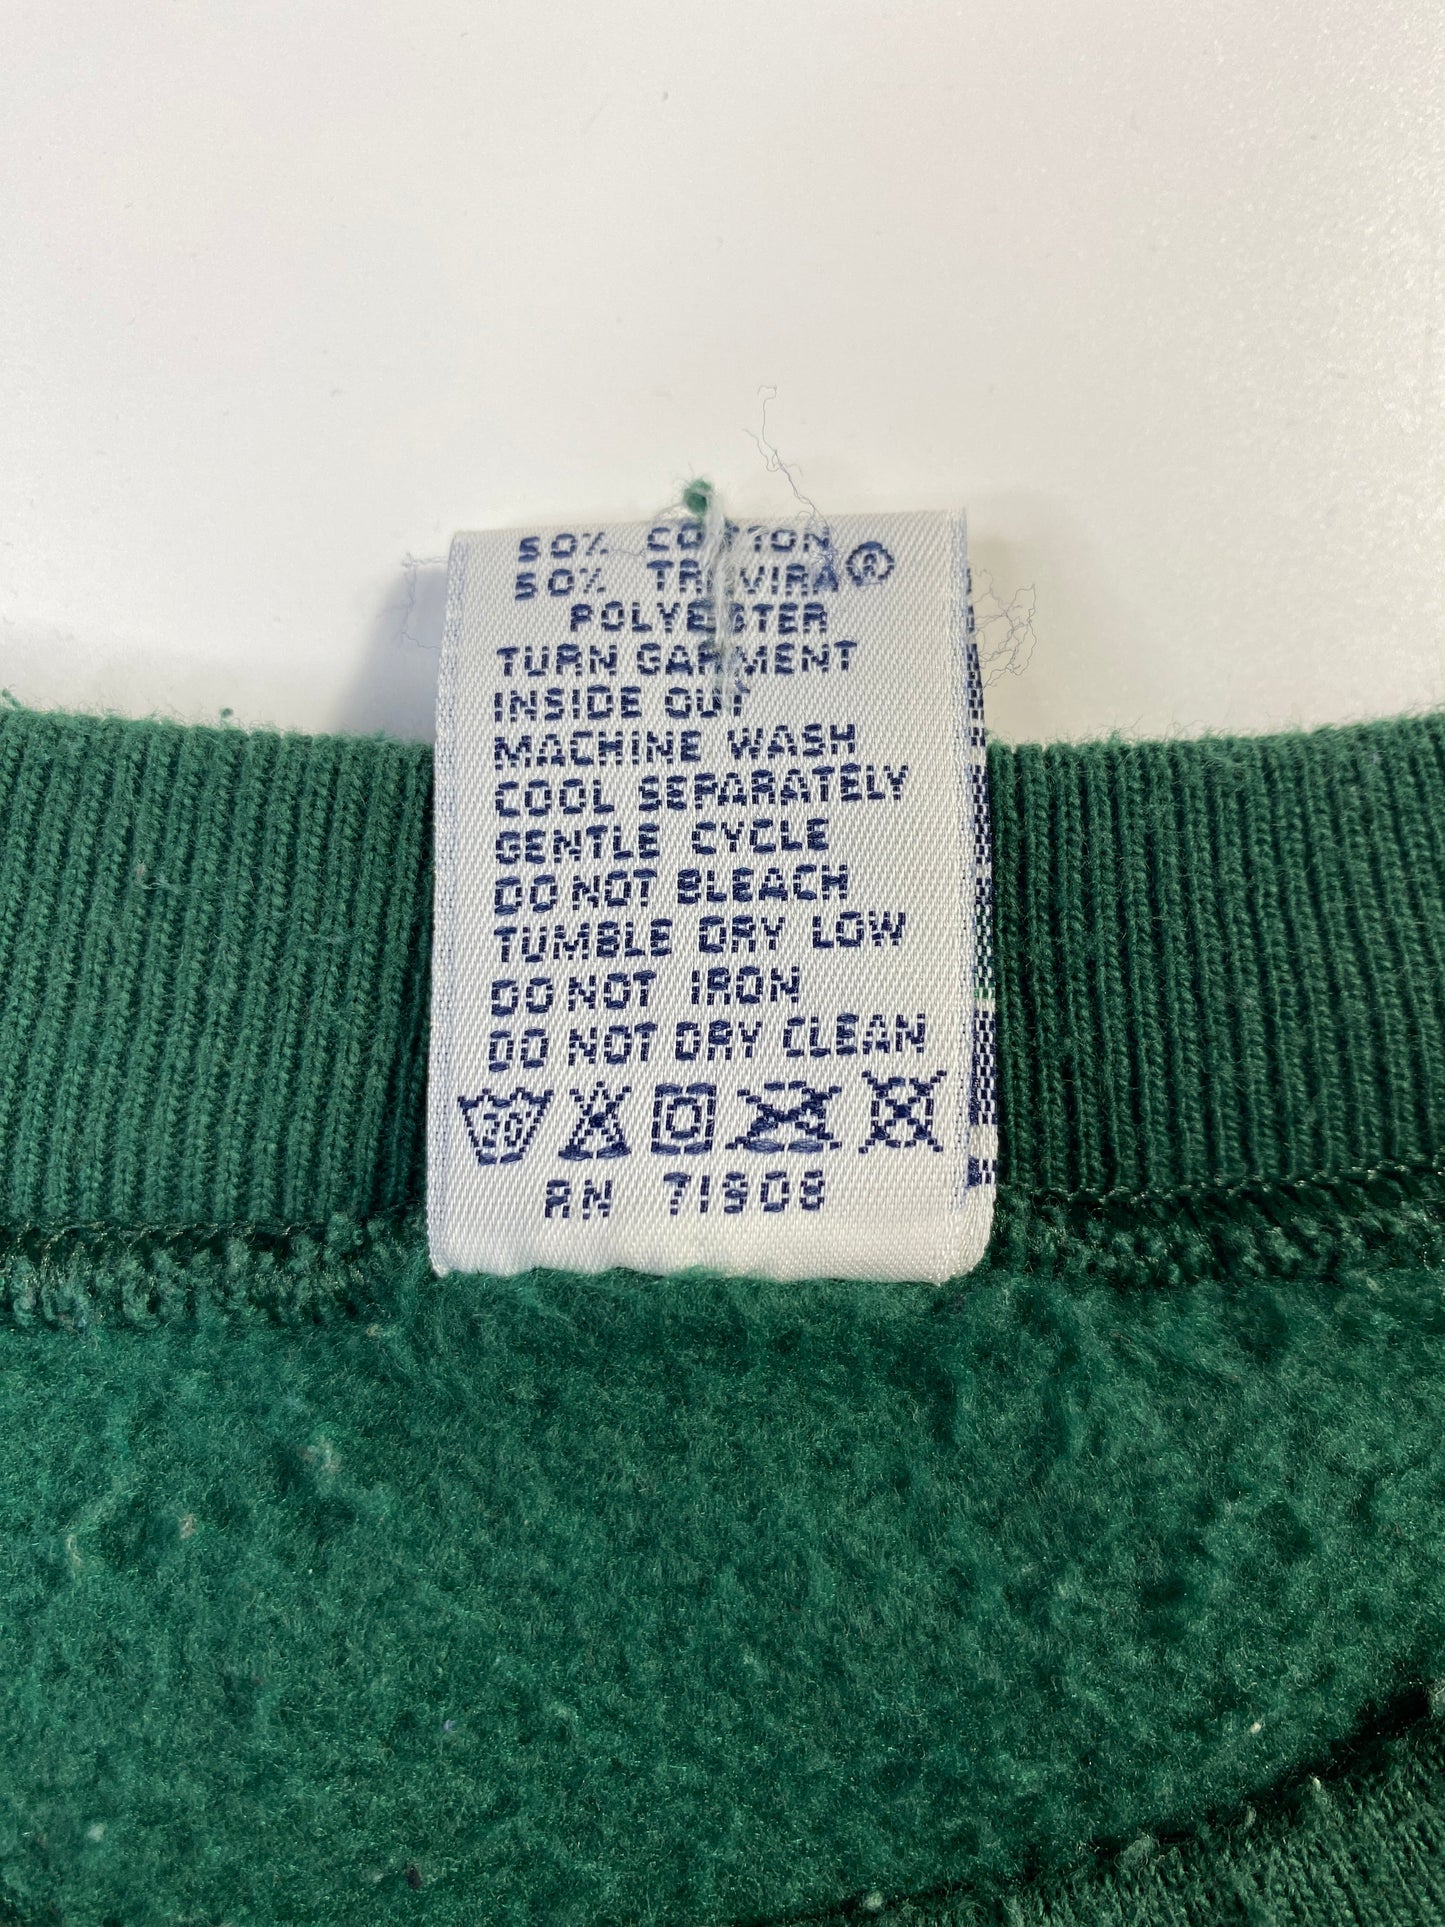 50% COTTON
50% TREVIRA®
POLYESTER
TURN GARMENT
INSIDE OUT
MACHINE WASH
COOL SEPARATELY
GENTLE CYCLE
DO NOT BLEACH
TUMBLE DRY LOW
DO NOT IRON
DO NOT DRY CLEAN
RN 71908